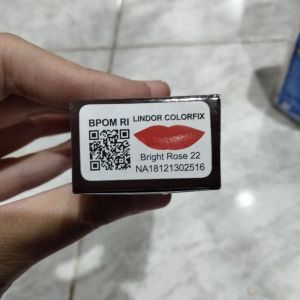 BPOM RI
LINDOR COLORFIX
Bright Rose 22
NA18121302516